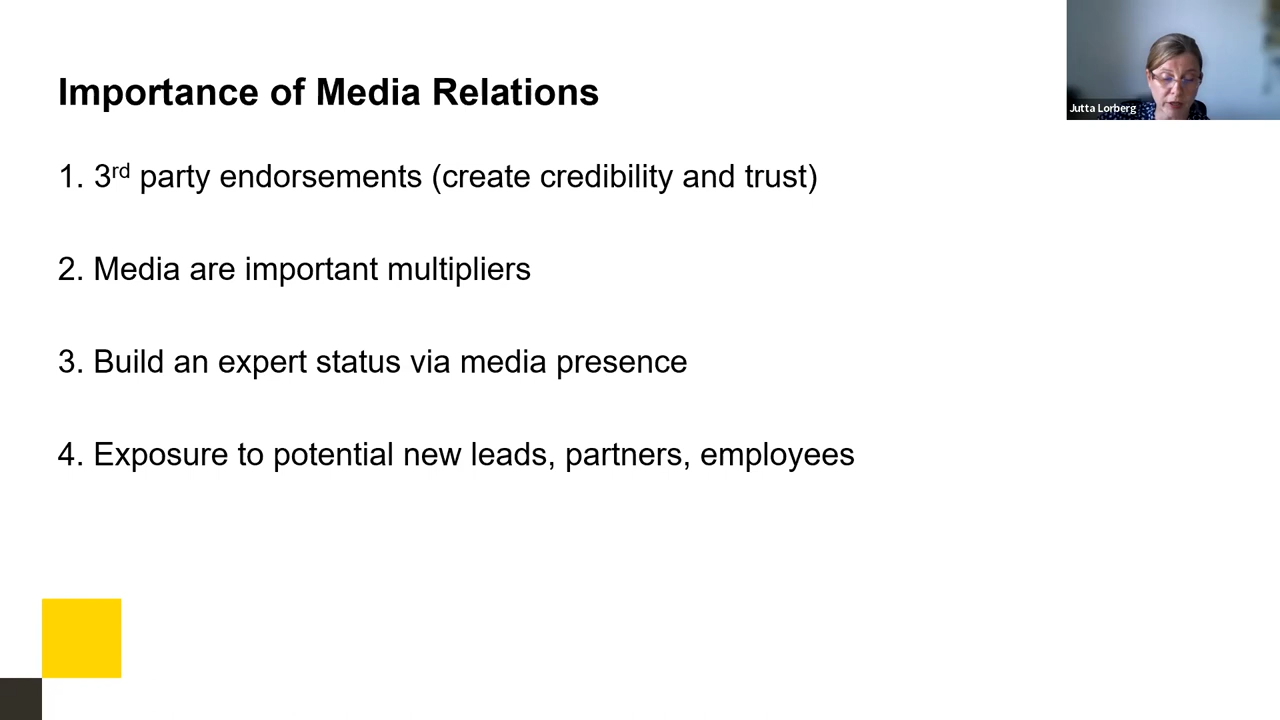 Importance of Media Relations
Jutta Lorberg
1. 3rd party endorsements (create credibility and trust)
2. Media are important multipliers
3. Build an expert status via media presence
4. Exposure to potential new leads, partners, employees